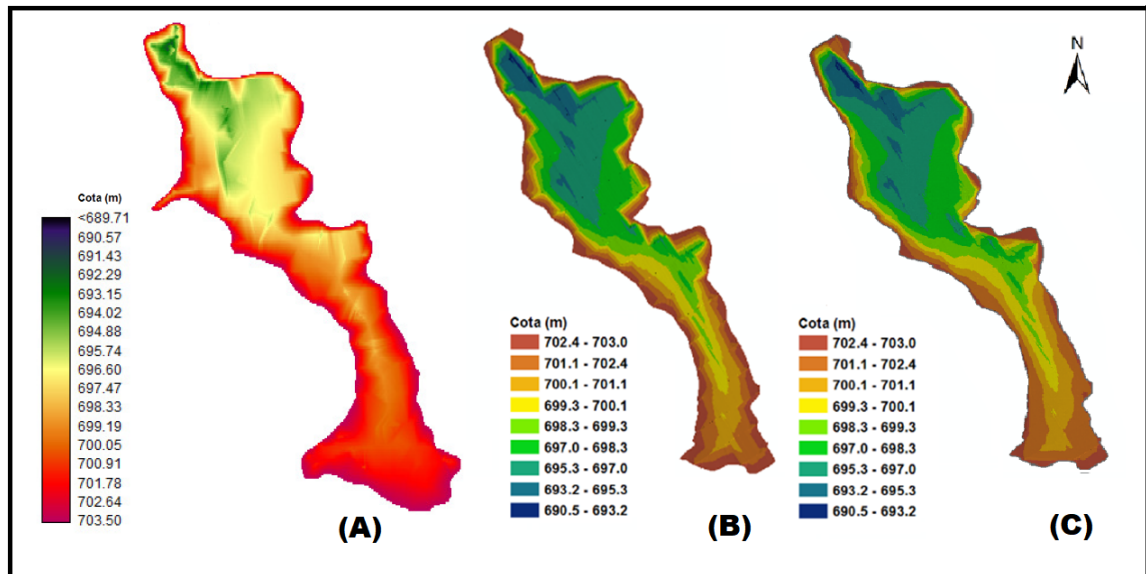 N
Cota (m)
<689.71
690.57
691.43
692.29
693.15
694.02
694.88
695.74
696.60
697.47
698.33
699.19
700.05
700.91
701.78
702.64
703.50
(A)
Cota (m)
702.4 - 703.0
701.1 - 702.4
700.1 - 701.1
699.3 - 700.1
698.3 - 699.3
697.0 - 698.3
695.3 - 697.0
693.2 - 695.3
690.5 - 693.2
(B)
Cota (m)
702.4 - 703.0
701.1 - 702.4
700.1 - 701.1
699.3 - 700.1
698.3 - 699.3
697.0 - 698.3
695.3 - 697.0
693.2 - 695.3
690.5 - 693.2
(C)